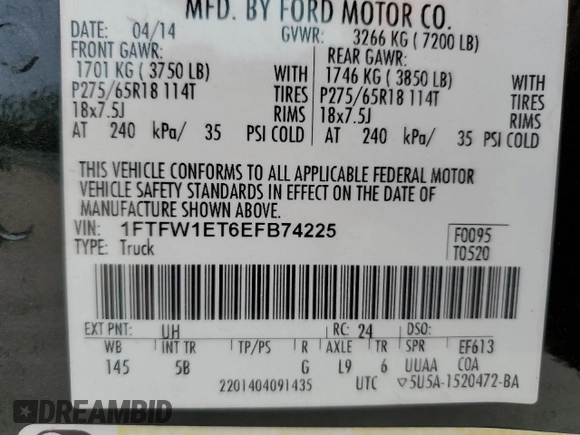 MFD. BY FORD MOTOR CO.
DATE: 04/14 GVWR: 3266 KG ( 7200 LB)
FRONT GAWR: REAR GAWR:
1701 KG ( 3750 LB) WITH 1746 KG ( 3850 LB) WITH
P275/65R18 114T TIRES P275/65R18 114T TIRES
18x7.5J RIMS 18x7.5J RIMS
AT 240 kPa/ 35 PSI COLD AT 240 kPa/ 35 PSI COLD
THIS VEHICLE CONFORMS TO ALL APPLICABLE FEDERAL MOTOR
VEHICLE SAFETY STANDARDS IN EFFECT ON THE DATE OF
MANUFACTURE SHOWN ABOVE.
VIN: 1FTFW1ET6EFB74225 F0095
TYPE: Truck T0520
EXT PNT: UH RC: 24 DSO:
WB INT TR TP/PS R AXLE TR SPR EF613
145 5B G L9 6 UUAA COA
2201404091435 UTC ▽5U5A-1520472-BA
DREAMBID